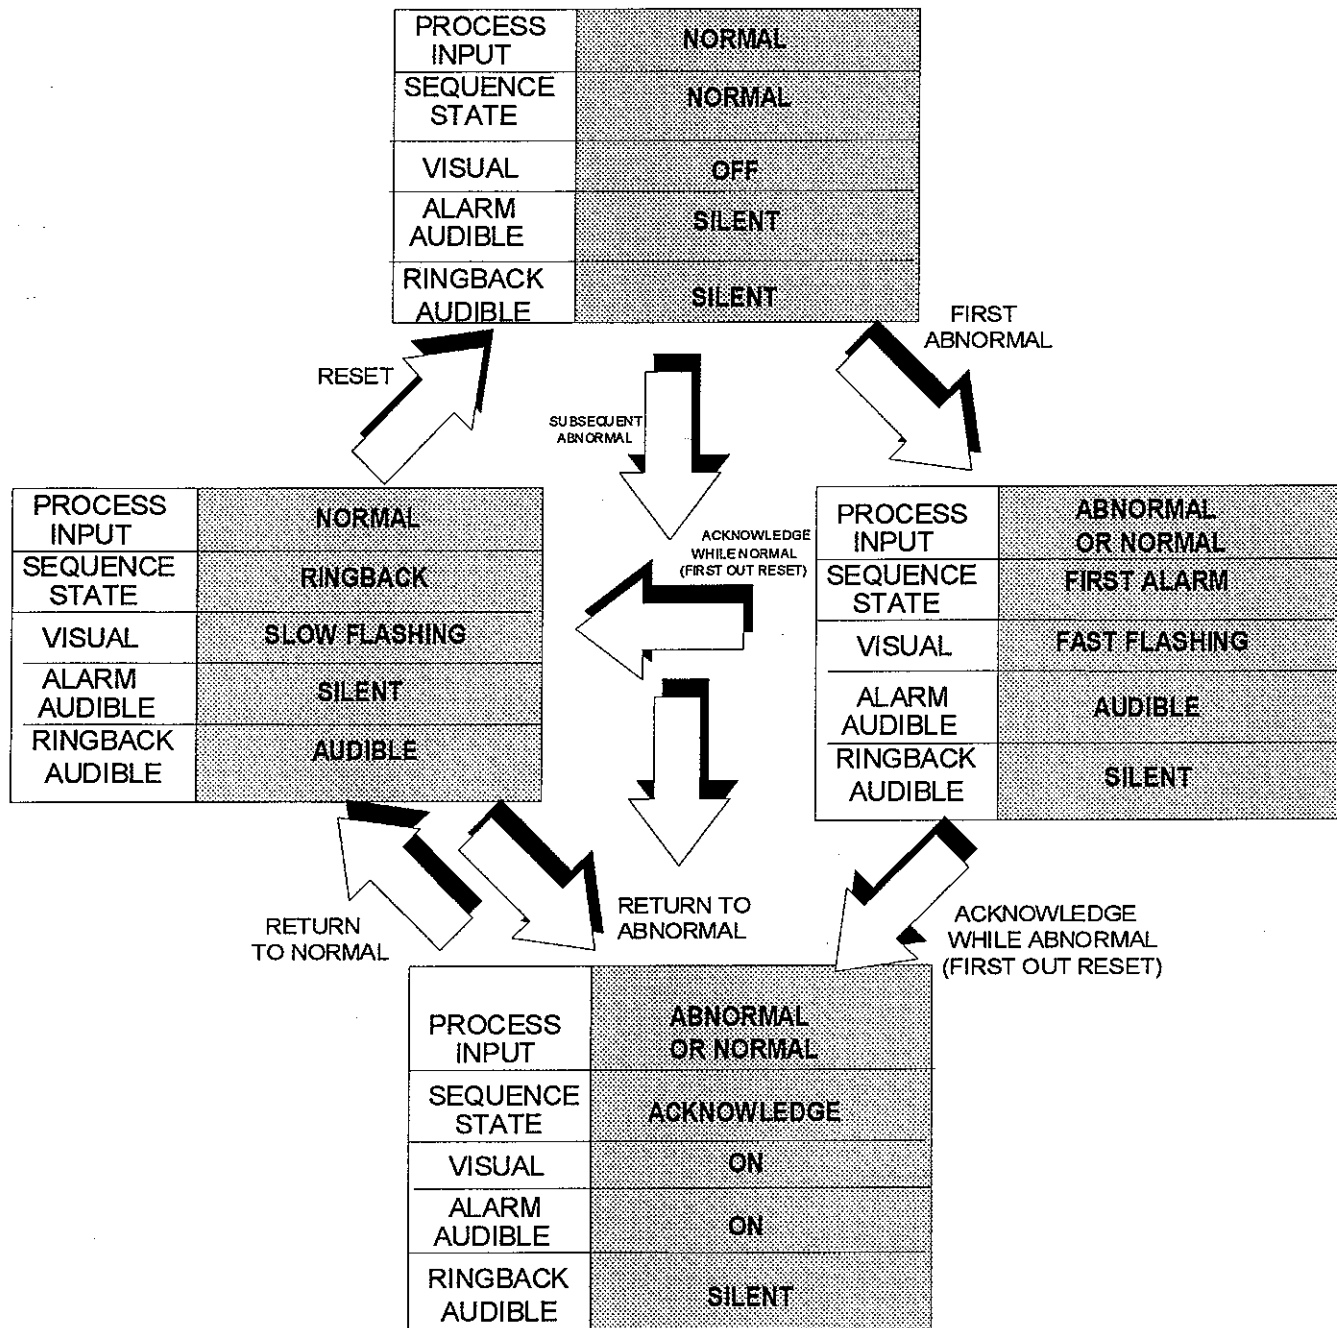 PROCESS
INPUT
NORMAL
SEQUENCE
STATE
NORMAL
VISUAL
OFF
ALARM
AUDIBLE
SILENT
RINGBACK
AUDIBLE
SILENT
RESET
SUBSEQUENT
ABNORMAL
FIRST
ABNORMAL
PROCESS
INPUT
NORMAL
SEQUENCE
STATE
RINGBACK
VISUAL
SLOW FLASHING
ALARM
AUDIBLE
SILENT
RINGBACK
AUDIBLE
AUDIBLE
ACKNOWLEDGE
WHILE NORMAL
(FIRST OUT RESET)
PROCESS
INPUT
ABNORMAL
OR NORMAL
SEQUENCE
STATE
FIRST ALARM
VISUAL
FAST FLASHING
ALARM
AUDIBLE
AUDIBLE
RINGBACK
AUDIBLE
SILENT
RETURN
TO NORMAL
RETURN TO
ABNORMAL
ACKNOWLEDGE
WHILE ABNORMAL
(FIRST OUT RESET)
PROCESS
INPUT
ABNORMAL
OR NORMAL
SEQUENCE
STATE
ACKNOWLEDGE
VISUAL
ON
ALARM
AUDIBLE
ON
RINGBACK
AUDIBLE
SILENT